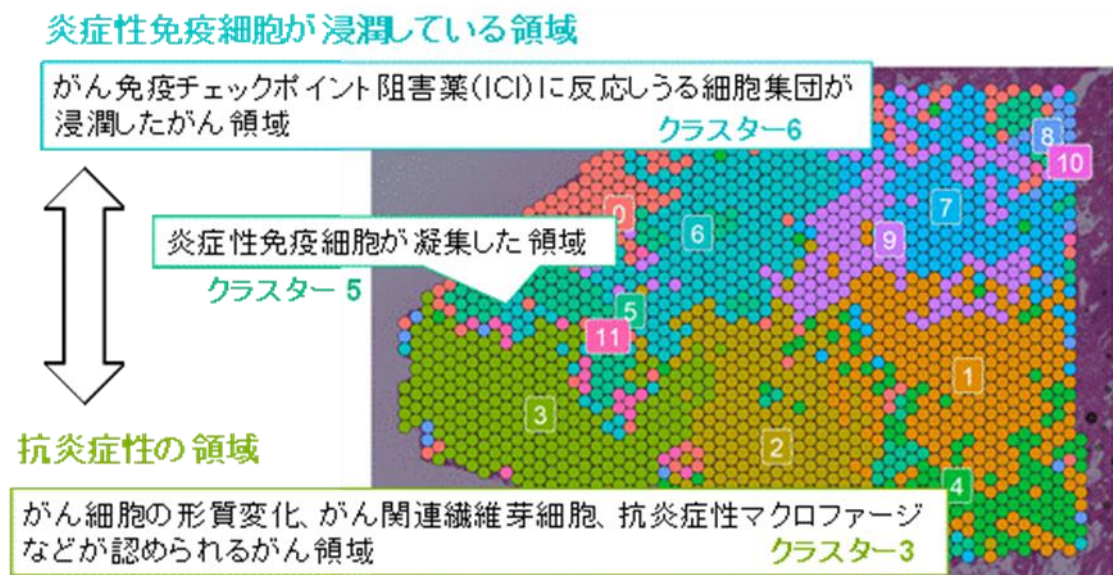 炎症性免疫細胞が浸潤している領域
がん免疫チェックポイント阻害薬(ICI)に反応しうる細胞集団が
浸潤したがん領域
クラスター6
8
10
0
7
6
9
炎症性免疫細胞が凝集した領域
クラスター 5
5
11
1
3
2
抗炎症性の領域
4
がん細胞の形質変化、がん関連繊維芽細胞、抗炎症性マクロファージ
などが認められるがん領域
クラスター3